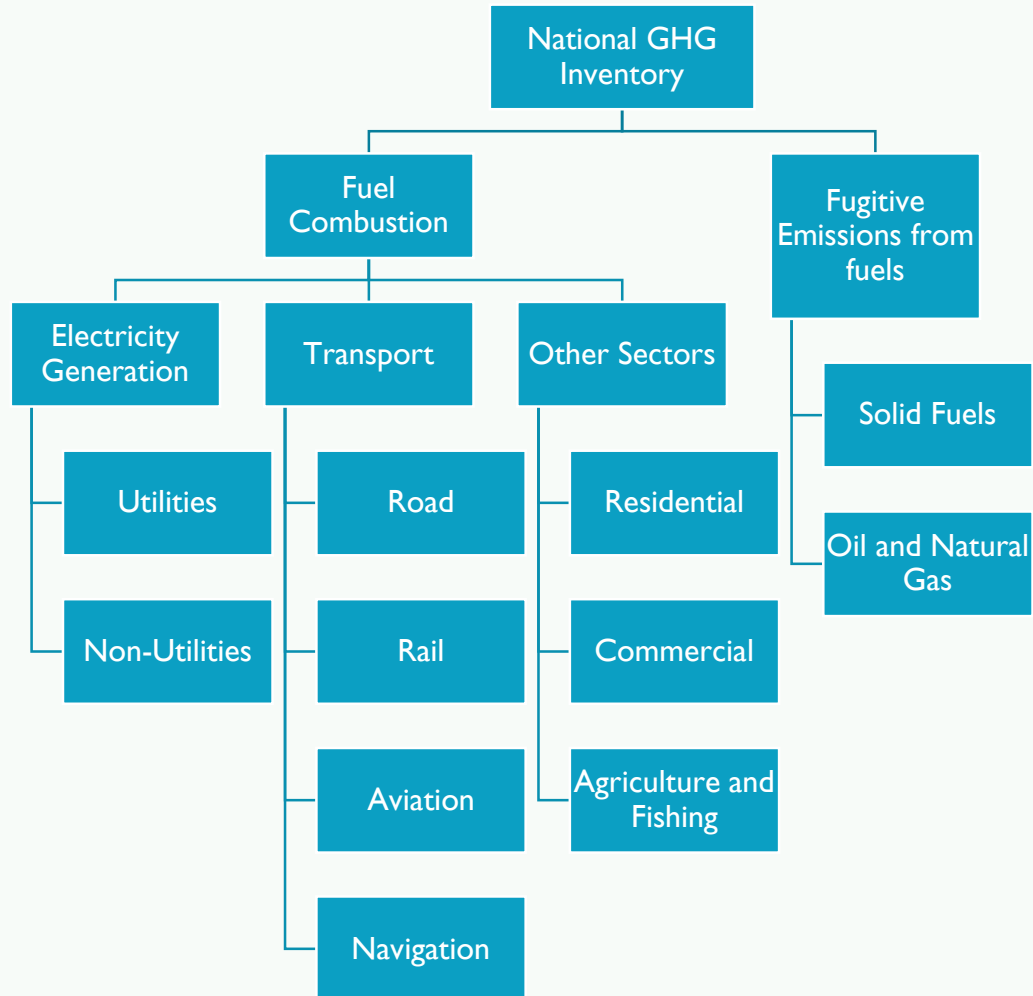 National GHG
Inventory
Fuel
Combustion
Fugitive
Emissions from
fuels
Electricity
Generation
Transport
Other Sectors
Solid Fuels
Utilities
Road
Residential
Oil and Natural
Gas
Non-Utilities
Rail
Commercial
Aviation
Agriculture and
Fishing
Navigation